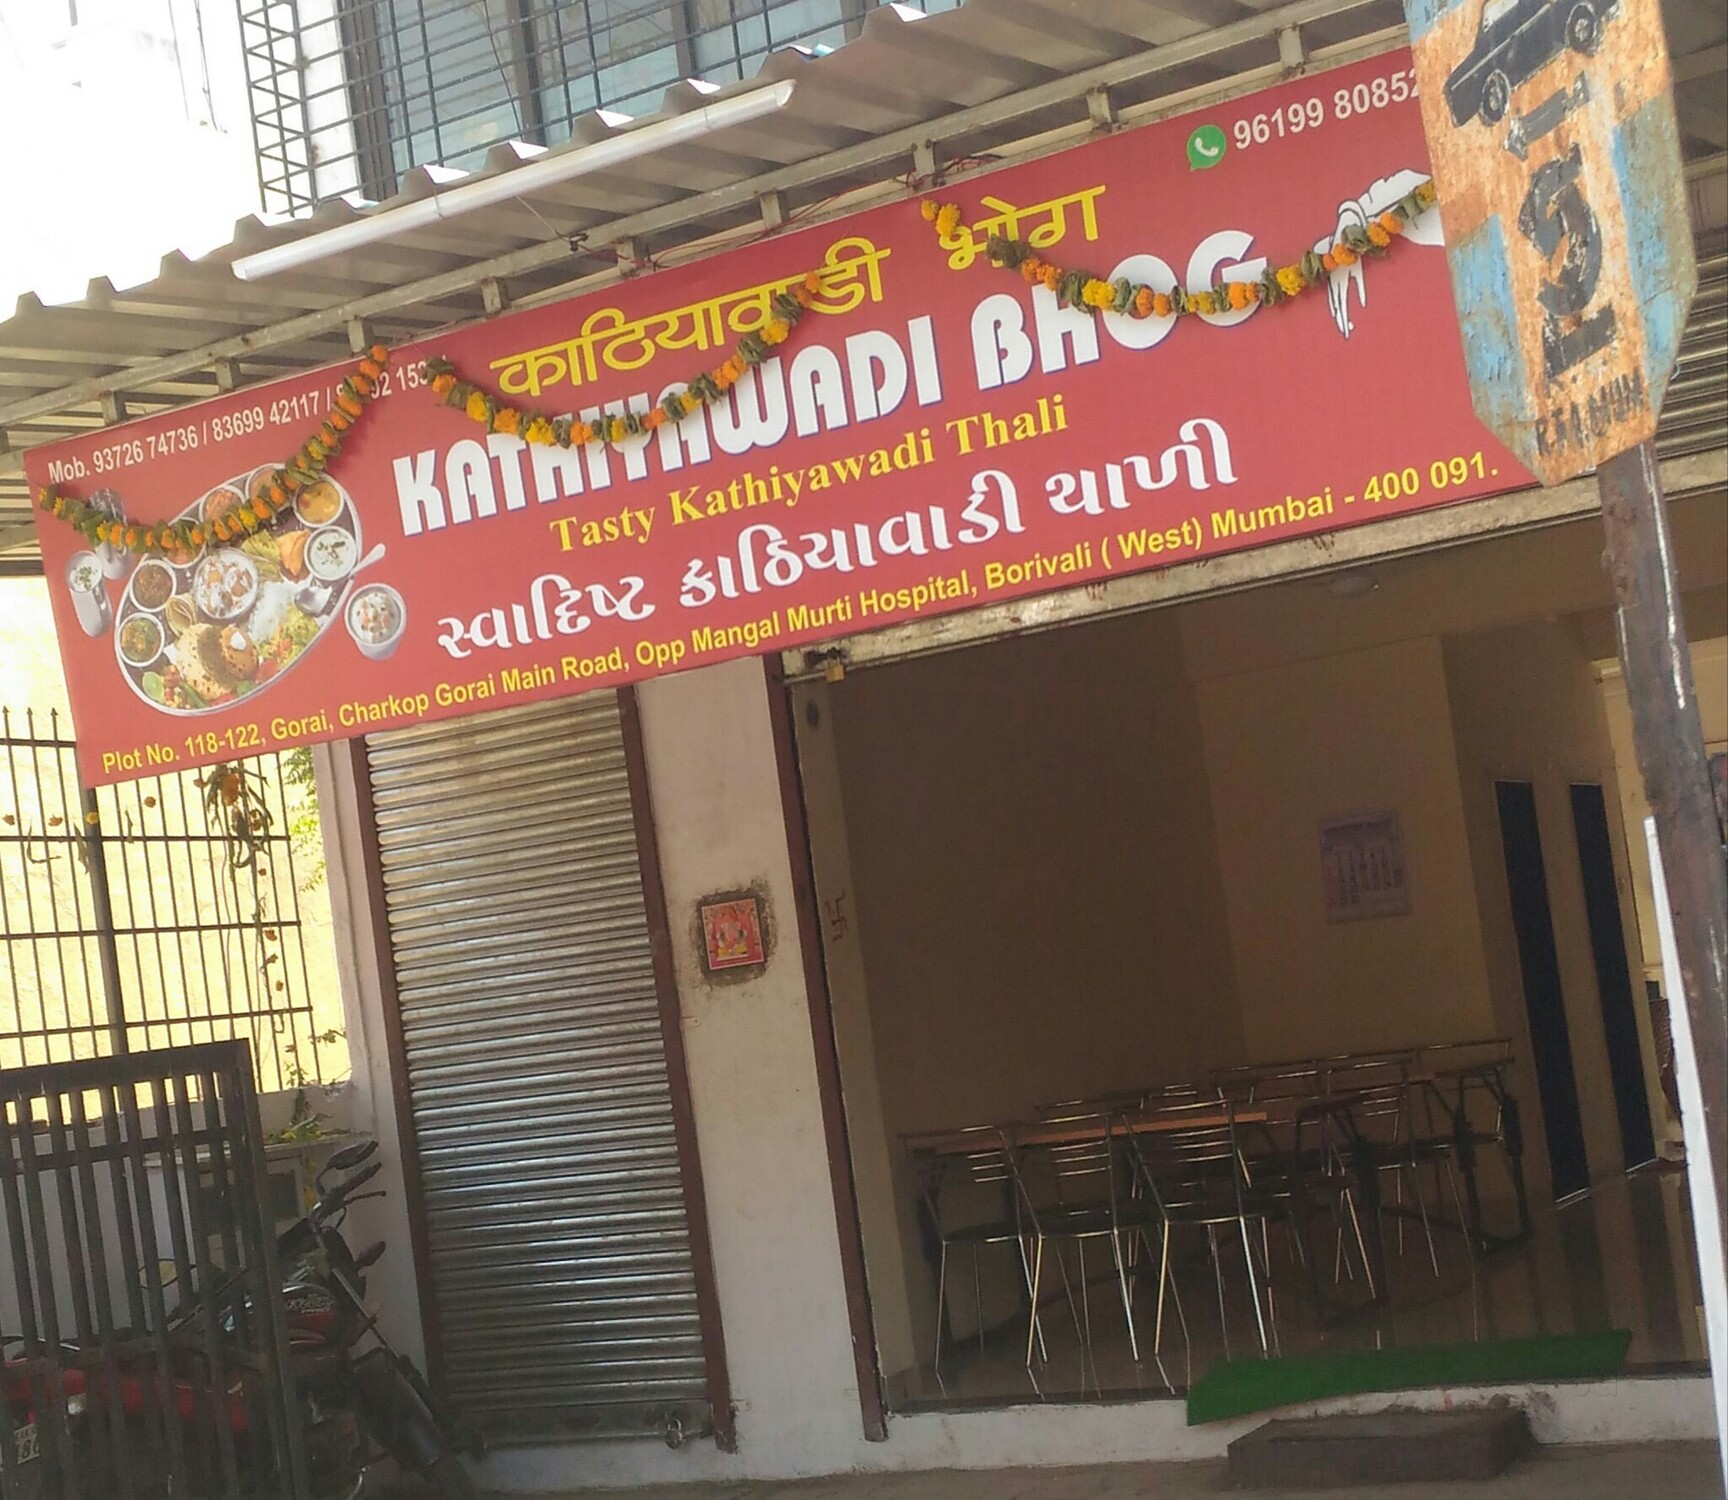 96199 8085
Mob. 93726 74736 / 83699 42117 /
काठियावाडी भोग
KATHIYAWADI BHOG
Tasty Kathiyawadi Thali
સ્વાદિષ્ટ કાઠિયાવાડી થાળી
Plot No. 118-122, Gorai, Charkop Gorai Main Road, Opp Mangal Murti Hospital, Borivali ( West) Mumbai - 400 091.